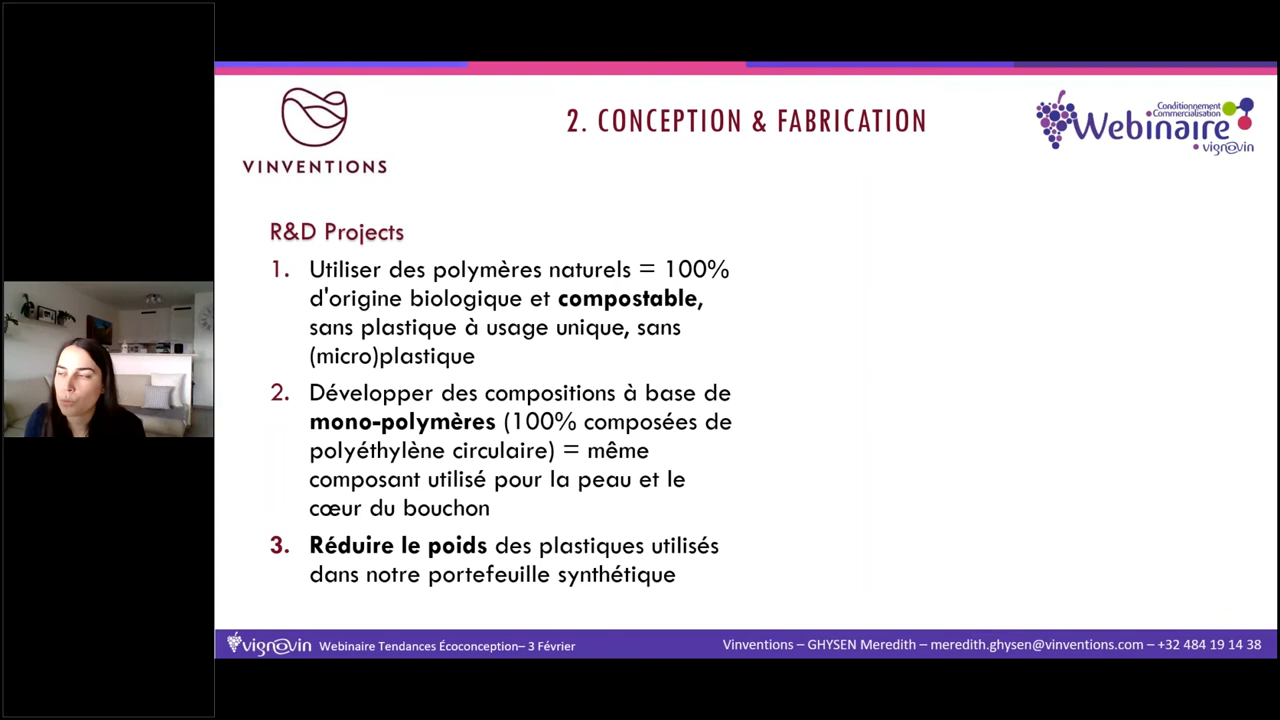 VINVENTIONS
2. CONCEPTION & FABRICATION
Conditionnement
Commercialisation
Webinaire
vign@vin
R&D Projects
1. Utiliser des polymères naturels = 100%
d'origine biologique et compostable,
sans plastique à usage unique, sans
(micro)plastique
2. Développer des compositions à base de
mono-polymères (100% composées de
polyéthylène circulaire) = même
composant utilisé pour la peau et le
cœur du bouchon
3. Réduire le poids des plastiques utilisés
dans notre portefeuille synthétique
vign@vin Webinaire Tendances Écoconception– 3 Février
Vinventions – GHYSEN Meredith – meredith.ghysen@vinventions.com – +32 484 19 14 38